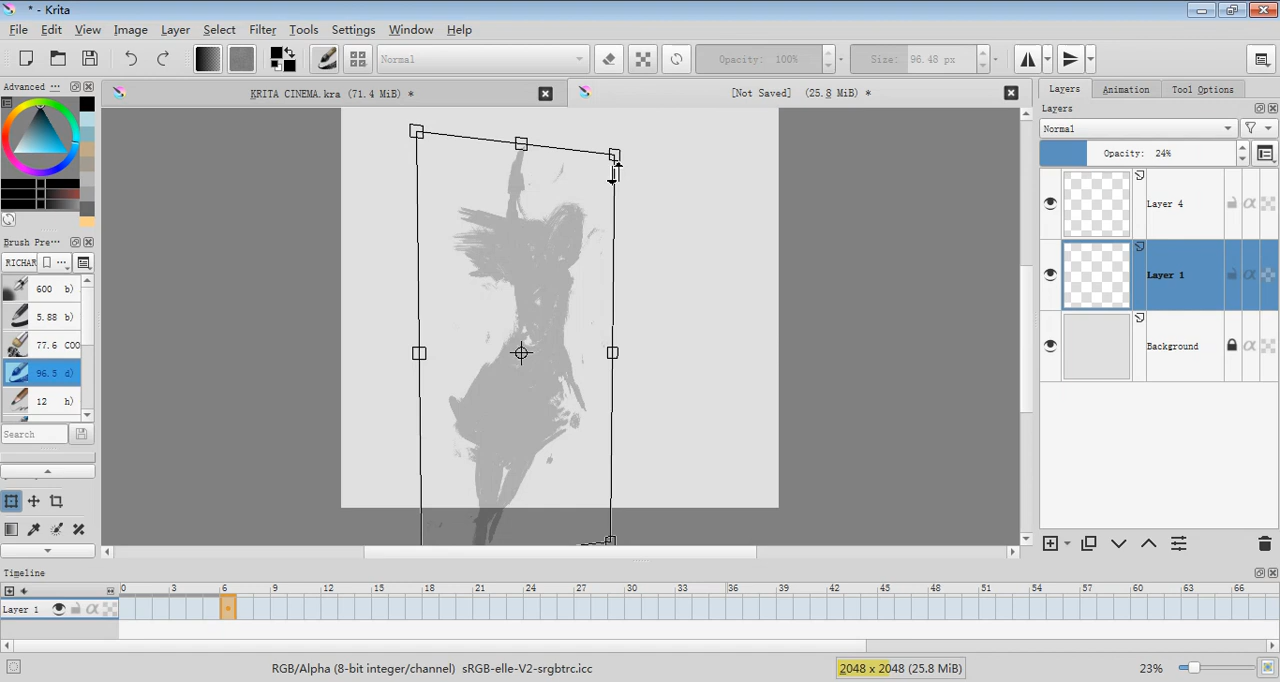 * - Krita
File Edit View Image Layer Select Filter Tools Settings Window Help
Normal Opacity: 100% Size: 96.48 px
KRITA CINEMA.kra (71.4 MiB) * [Not Saved] (25.8 MiB) *
Advanced ...
Layers Animation Tool Options
Layers
Normal
Opacity: 24%
Layer 4
Layer 1
Background
Brush Pre...
RICHAR ...
600 b)
5.88 b)
77.6 COO
96.5 d)
12 h)
Search
Timeline
0 3 6 9 12 15 18 21 24 27 30 33 36 39 42 45 48 51 54 57 60 63 66
Layer 1
RGB/Alpha (8-bit integer/channel) sRGB-elle-V2-srgbtrc.icc 2048 x 2048 (25.8 MiB) 23%